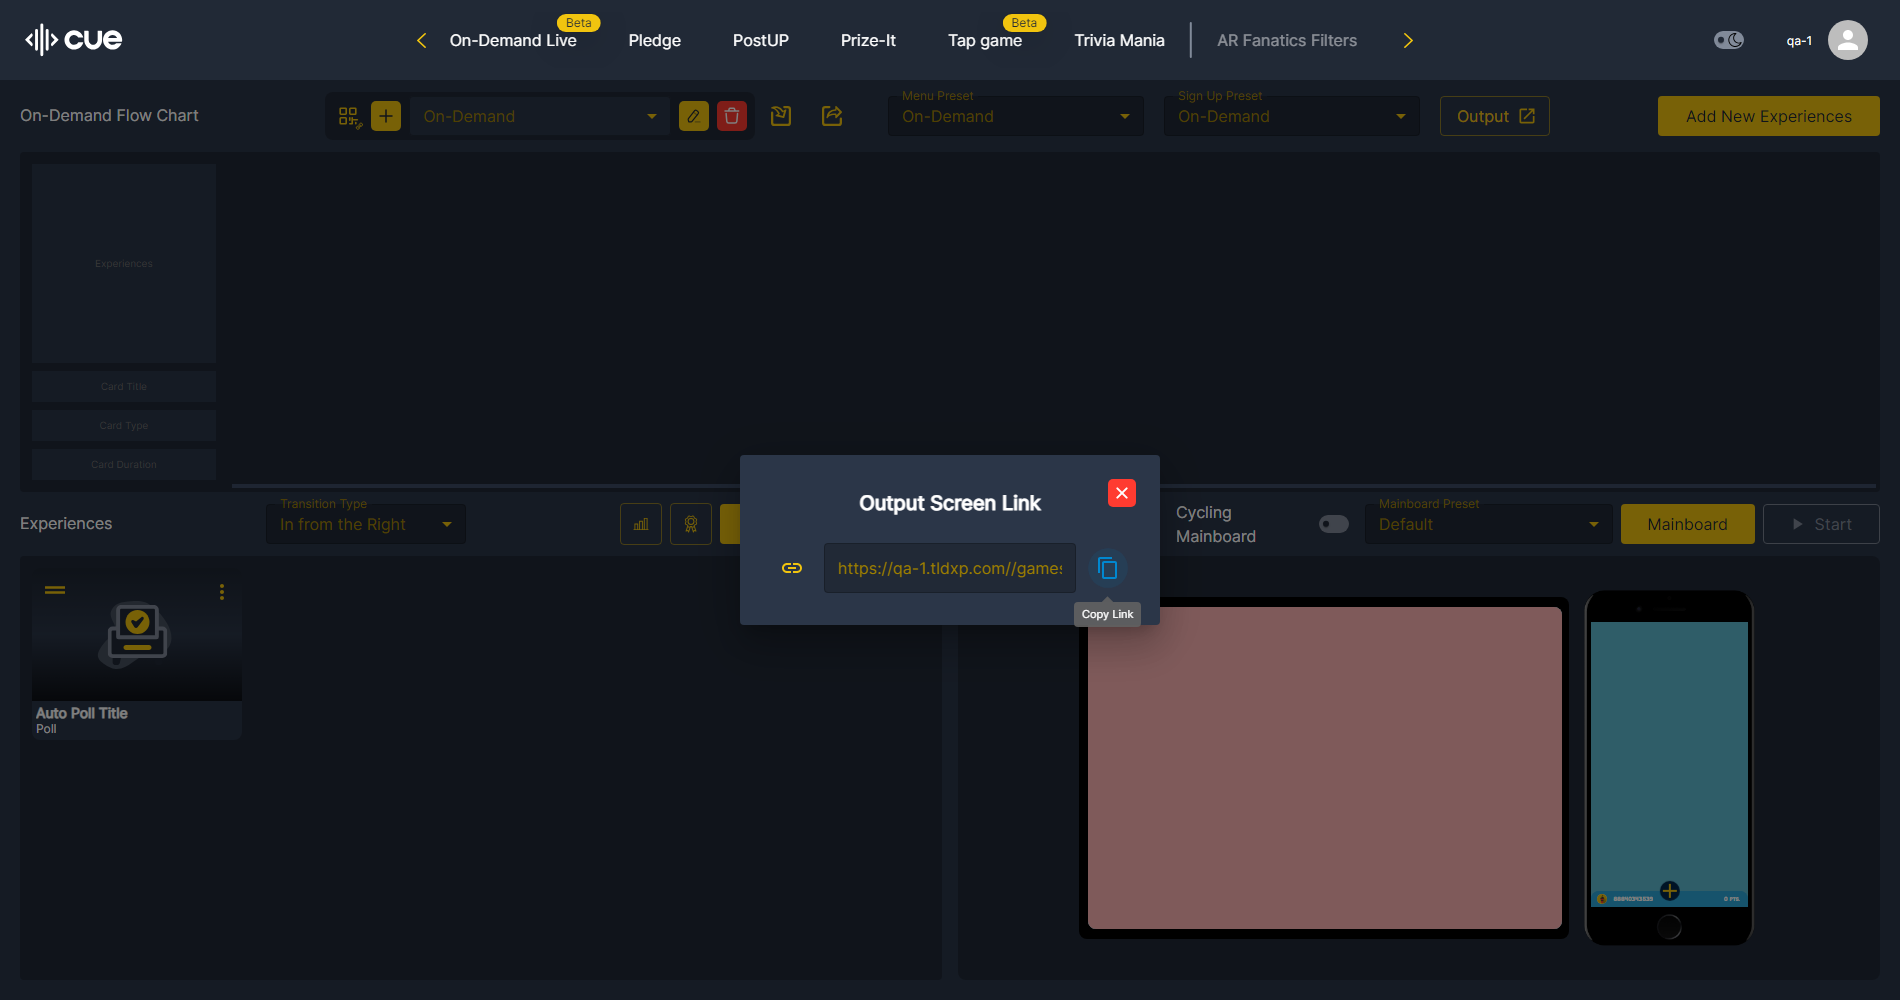 cue
On-Demand Live
Beta
Pledge
PostUP
Prize-It
Tap game
Beta
Trivia Mania
AR Fanatics Filters
qa-1
On-Demand Flow Chart
On-Demand
Menu Preset
On-Demand
Sign Up Preset
On-Demand
Output
Add New Experiences
Experiences
Card Title
Card Type
Card Duration
Experiences
Transition Type
In from the Right
Cycling
Mainboard
Mainboard Preset
Default
Mainboard
Start
Output Screen Link
https://qa-1.tldxp.com//games
Copy Link
Auto Poll Title
Poll
0 PTS.